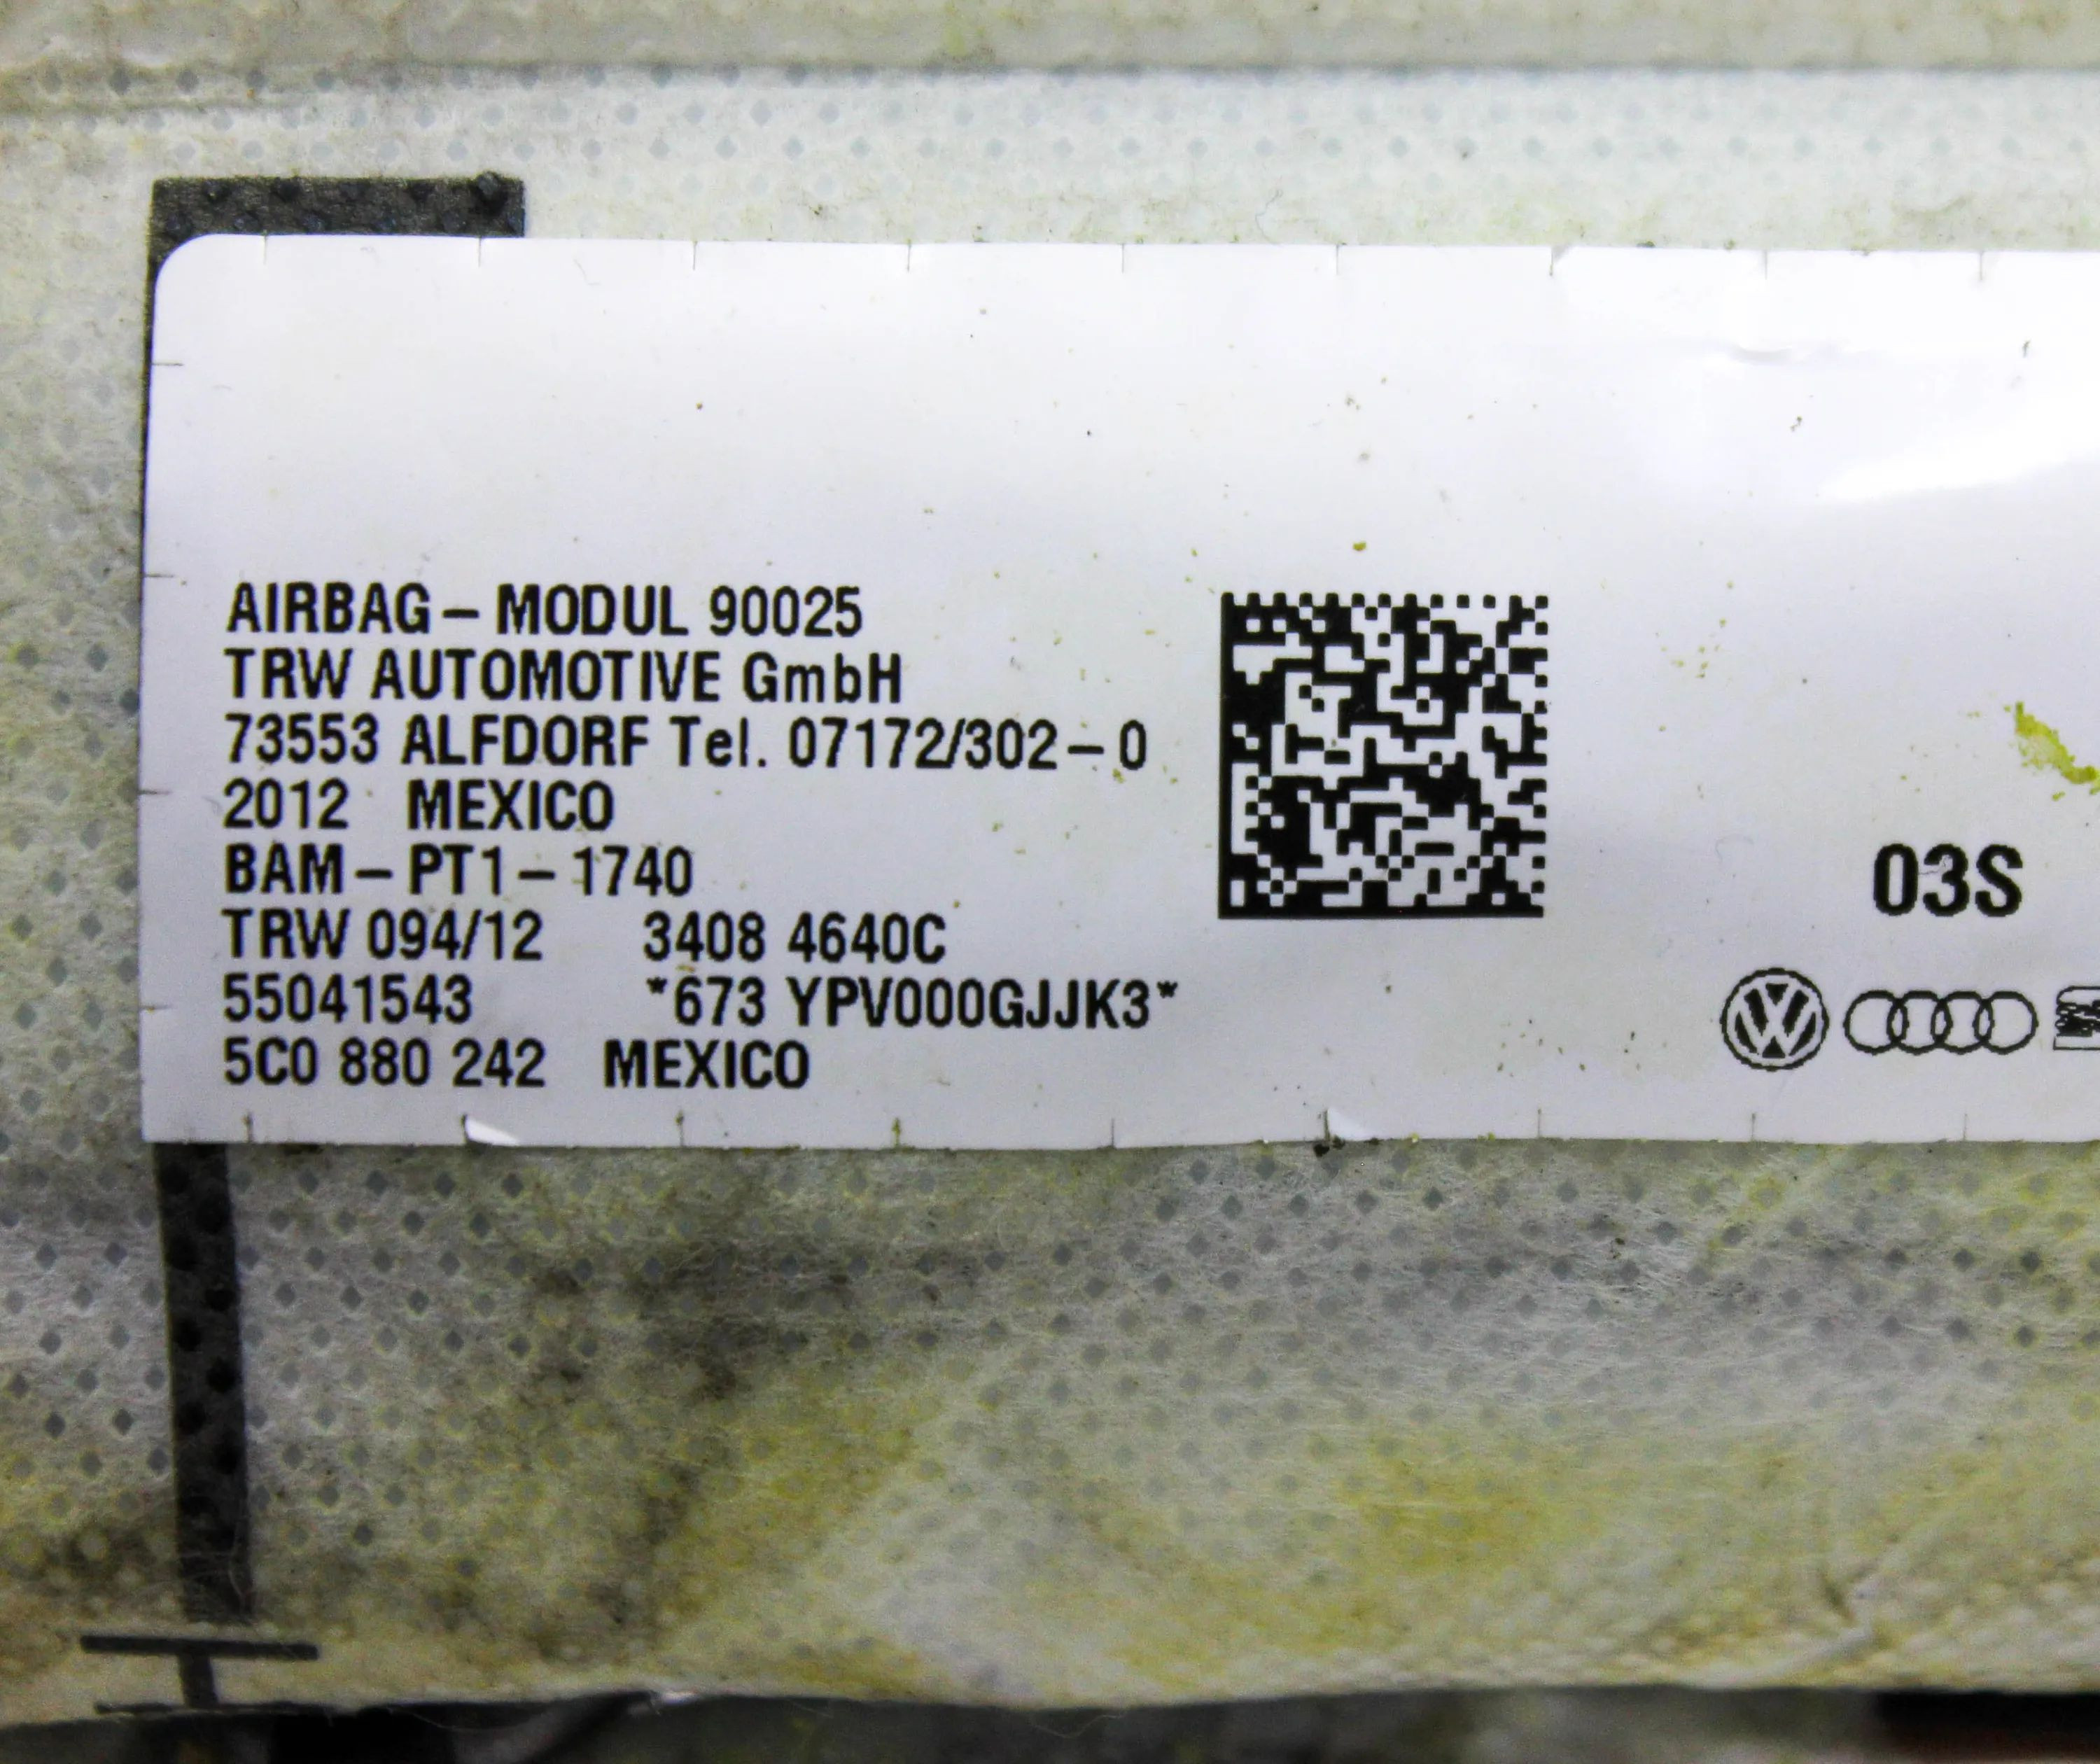 AIRBAG – MODUL 90025
TRW AUTOMOTIVE GmbH
73553 ALFDORF Tel. 07172/302 – 0
2012 MEXICO
BAM – PT1 – 1740
TRW 094/12 3408 4640C
55041543 *673 YPV000GJJK3*
5C0 880 242 MEXICO
03S